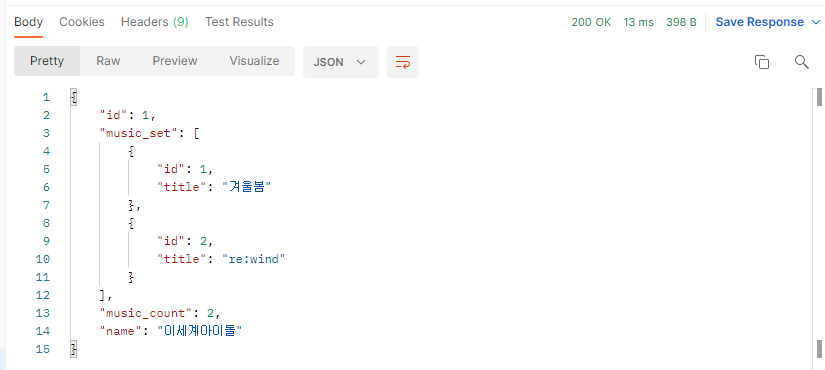 Body Cookies Headers (9) Test Results 200 OK 13 ms 398 B Save Response
Pretty Raw Preview Visualize JSON
1 {
2 "id": 1,
3 "music_set": [
4 {
5 "id": 1,
6 "title": "겨울봄"
7 },
8 {
9 "id": 2,
10 "title": "re:wind"
11 }
12 ],
13 "music_count": 2,
14 "name": "이세계아이돌"
15 }